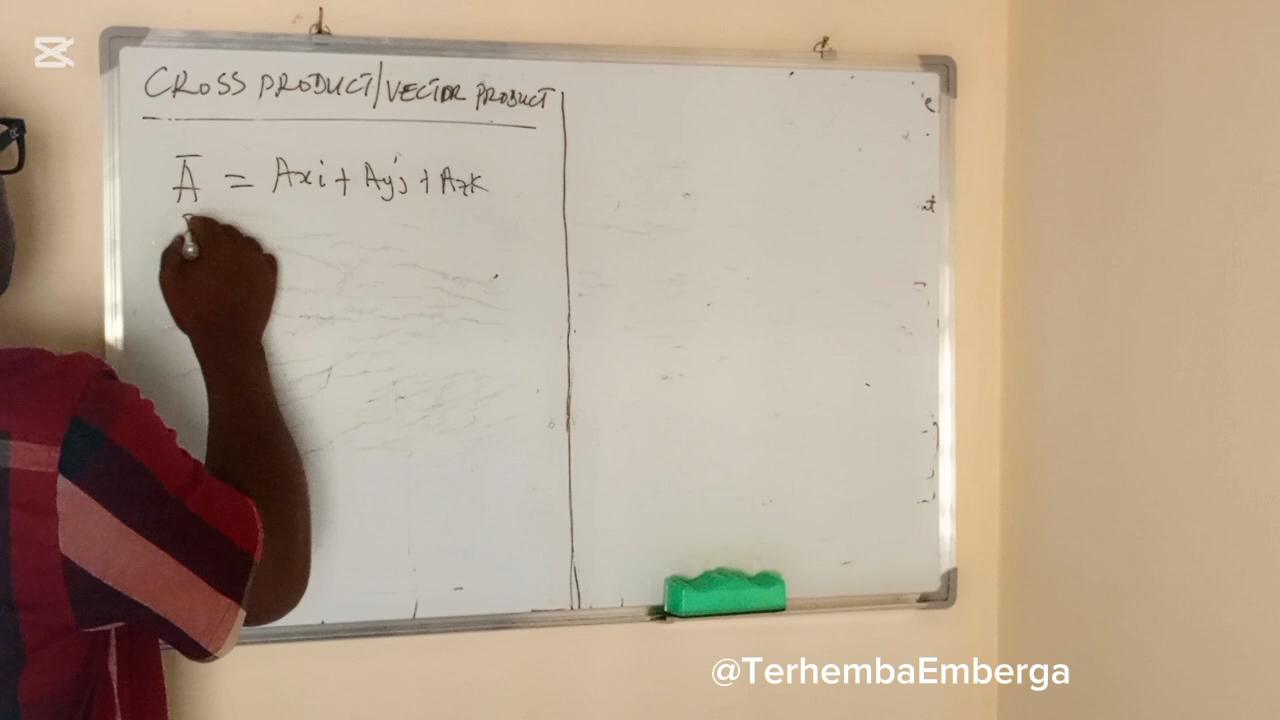 CROSS PRODUCT/VECTOR PRODUCT
A̅ = Axi + Ayj + Azk
@TerhembaEmberga